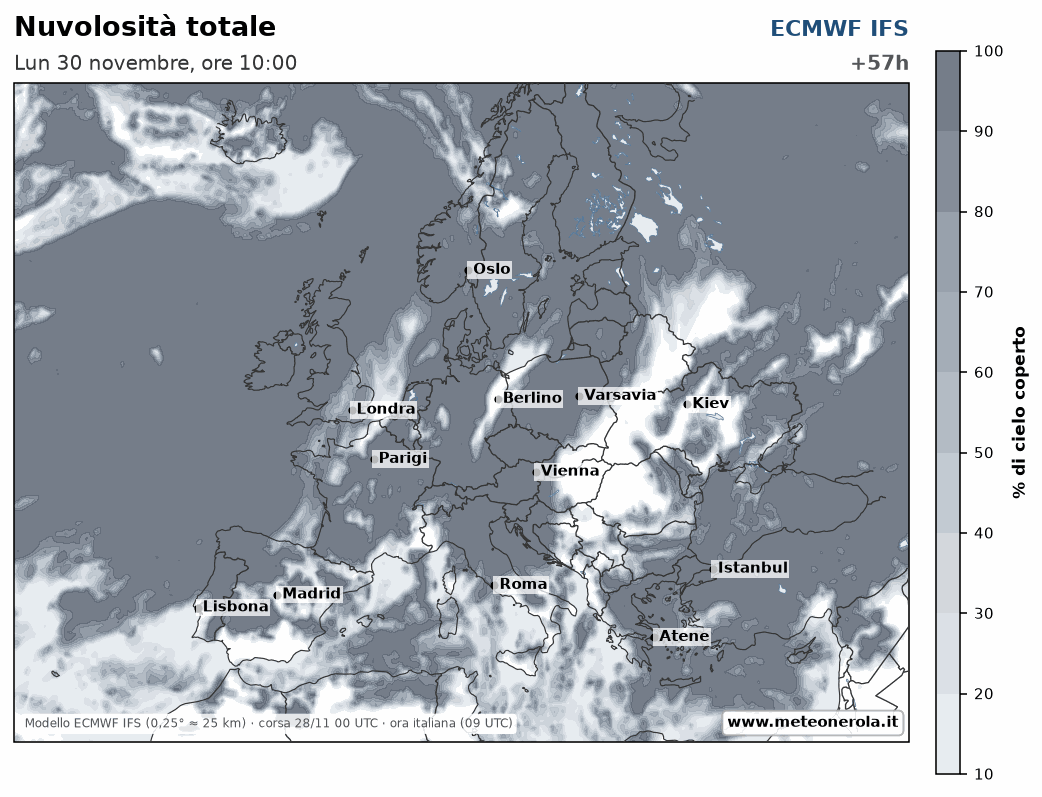 Nuvolosità totale
ECMWF IFS
Lun 30 novembre, ore 10:00
+57h
100
90
80
70
60
50
40
30
20
10
% di cielo coperto
Oslo
Londra
Berlino
Varsavia
Kiev
Parigi
Vienna
Istanbul
Roma
Madrid
Lisbona
Atene
Modello ECMWF IFS (0,25° ≈ 25 km) · corsa 28/11 00 UTC · ora italiana (09 UTC)
www.meteonerola.it